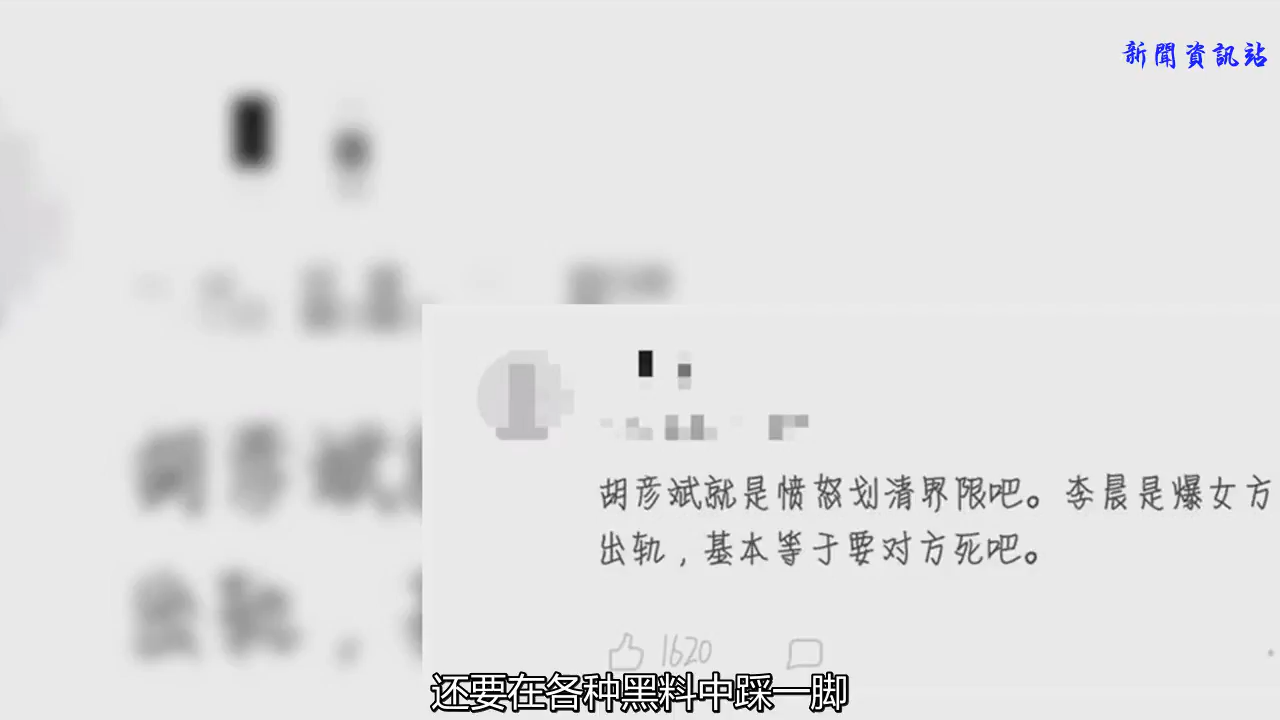 新聞資訊站
胡彦斌就是愤怒划清界限吧。李晨是爆女方
出轨，基本等于要对方死吧。
1620
还要在各种黑料中踩一脚